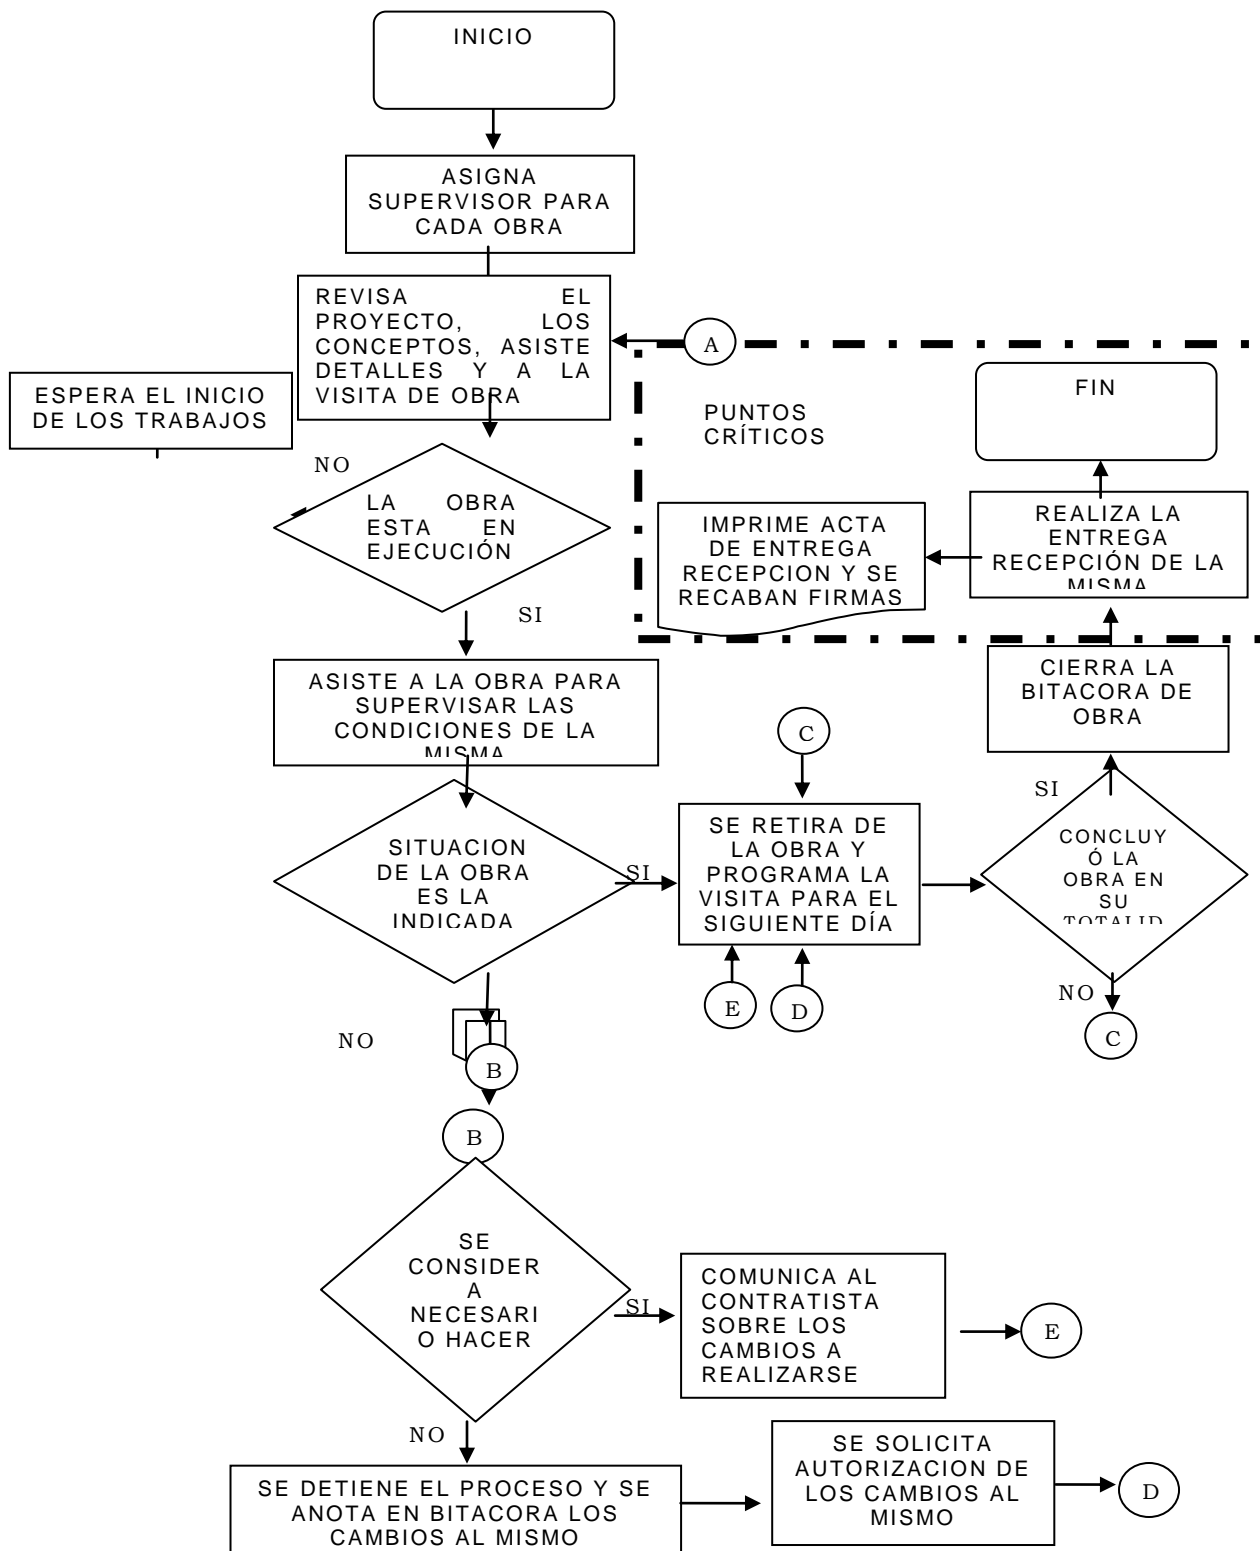 INICIO
ASIGNA
SUPERVISOR PARA
CADA OBRA
REVISA EL
PROYECTO, LOS
CONCEPTOS, ASISTE
DETALLES Y A LA
VISITA DE OBRA
A
ESPERA EL INICIO
DE LOS TRABAJOS
PUNTOS
CRÍTICOS
FIN
NO
LA OBRA
ESTA EN
EJECUCIÓN
SI
IMPRIME ACTA
DE ENTREGA
RECEPCION Y SE
RECABAN FIRMAS
REALIZA LA
ENTREGA
RECEPCIÓN DE LA
MISMA
ASISTE A LA OBRA PARA
SUPERVISAR LAS
CONDICIONES DE LA
MISMA
C
CIERRA LA
BITACORA DE
OBRA
SITUACION
DE LA OBRA
ES LA
INDICADA
SI
SE RETIRA DE
LA OBRA Y
PROGRAMA LA
VISITA PARA EL
SIGUIENTE DÍA
SI
CONCLUY
Ó LA
OBRA EN
SU
TOTALID
E
D
NO
C
NO
B
B
SE
CONSIDER
A
NECESARI
O HACER
SI
COMUNICA AL
CONTRATISTA
SOBRE LOS
CAMBIOS A
REALIZARSE
E
NO
SE DETIENE EL PROCESO Y SE
ANOTA EN BITACORA LOS
CAMBIOS AL MISMO
SE SOLICITA
AUTORIZACION DE
LOS CAMBIOS AL
MISMO
D